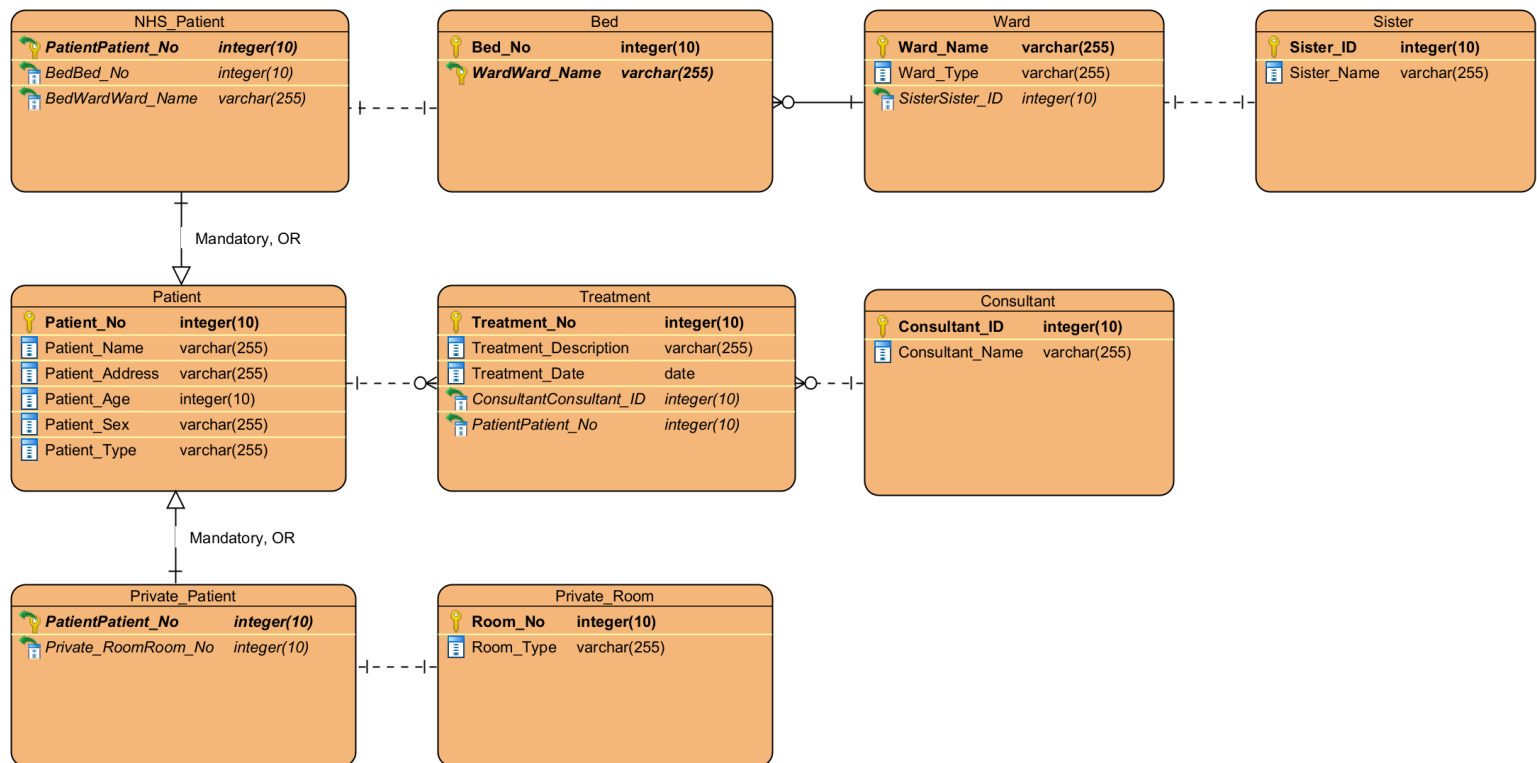 NHS_Patient
PatientPatient_No integer(10)
BedBed_No integer(10)
BedWardWard_Name varchar(255)
Bed
Bed_No integer(10)
WardWard_Name varchar(255)
Ward
Ward_Name varchar(255)
Ward_Type varchar(255)
SisterSister_ID integer(10)
Sister
Sister_ID integer(10)
Sister_Name varchar(255)
Mandatory, OR
Patient
Patient_No integer(10)
Patient_Name varchar(255)
Patient_Address varchar(255)
Patient_Age integer(10)
Patient_Sex varchar(255)
Patient_Type varchar(255)
Treatment
Treatment_No integer(10)
Treatment_Description varchar(255)
Treatment_Date date
ConsultantConsultant_ID integer(10)
PatientPatient_No integer(10)
Consultant
Consultant_ID integer(10)
Consultant_Name varchar(255)
Mandatory, OR
Private_Patient
PatientPatient_No integer(10)
Private_RoomRoom_No integer(10)
Private_Room
Room_No integer(10)
Room_Type varchar(255)